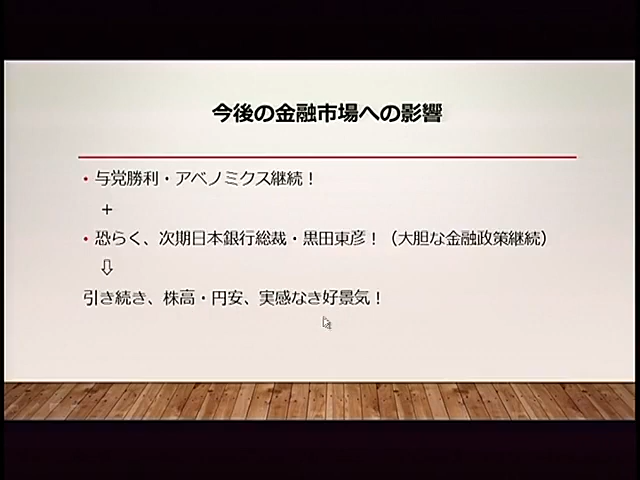 今後の金融市場への影響
・与党勝利・アベノミクス継続！
＋
・恐らく、次期日本銀行総裁・黒田東彦！（大胆な金融政策継続）
⇩
引き続き、株高・円安、実感なき好景気！